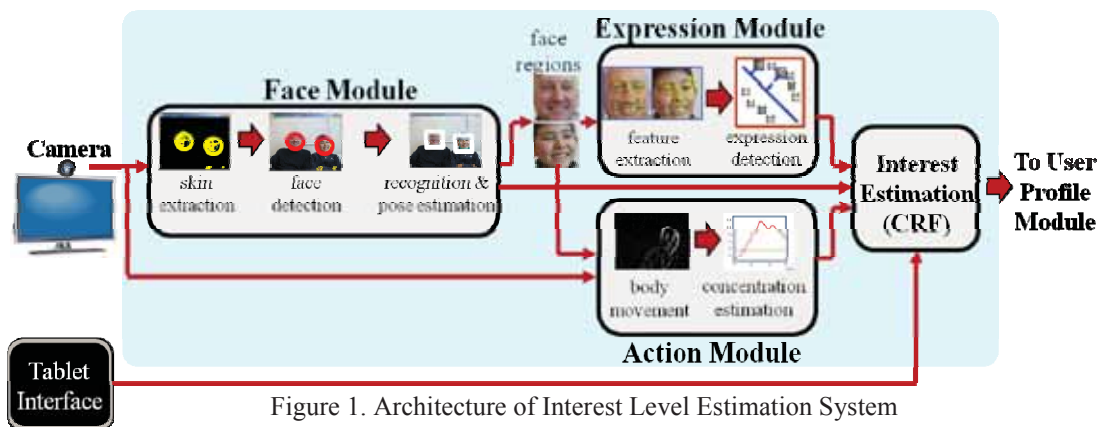 Expression Module
face
regions
Face Module
feature
extraction
expression
detection
Camera
skin
extraction
face
detection
recognition &
pose estimation
Interest
Estimation
(CRF)
To User
Profile
Module
body
movement
concentration
estimation
Action Module
Tablet
Interface
Figure 1. Architecture of Interest Level Estimation System